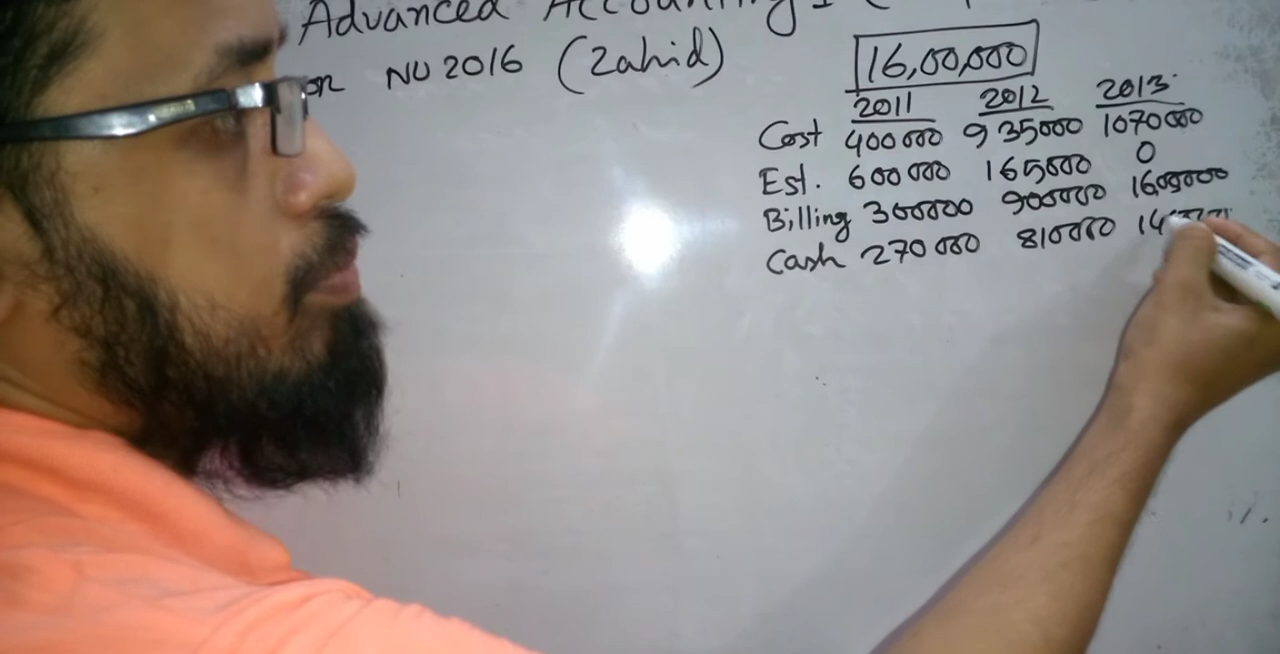 Advanced Accounting I
on NU 2016 (Zahid)
16,00,000
2011 2012 2013
Cost 400000 935000 1070000
Est. 600000 165000 0
Billing 300000 900000 1600000
Cash 270000 810000